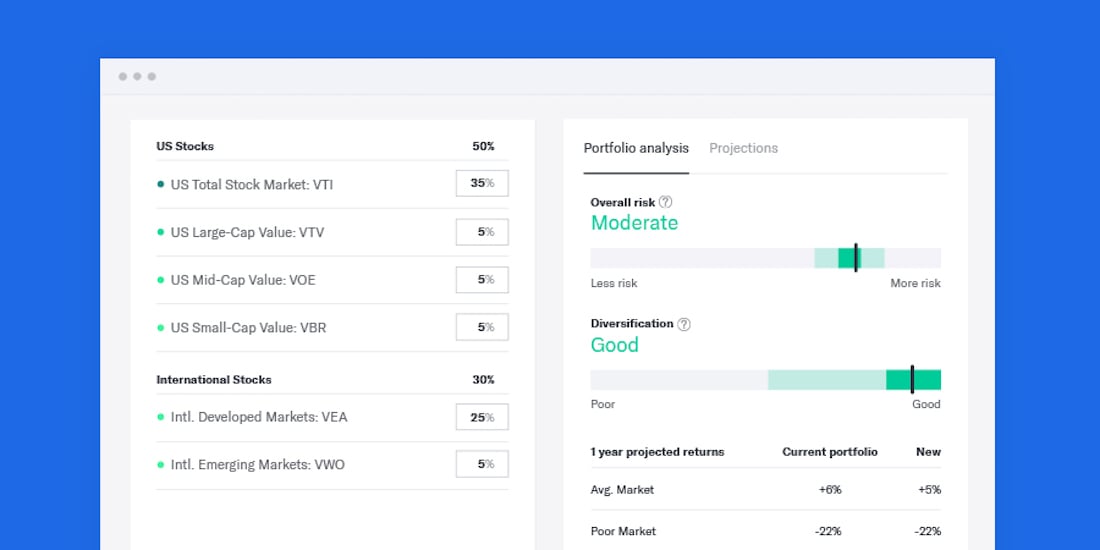 US Stocks 50%
US Total Stock Market: VTI 35%
US Large-Cap Value: VTV 5%
US Mid-Cap Value: VOE 5%
US Small-Cap Value: VBR 5%
International Stocks 30%
Intl. Developed Markets: VEA 25%
Intl. Emerging Markets: VWO 5%
Portfolio analysis Projections
Overall risk ?
Moderate
Less risk More risk
Diversification ?
Good
Poor Good
1 year projected returns Current portfolio New
Avg. Market +6% +5%
Poor Market -22% -22%